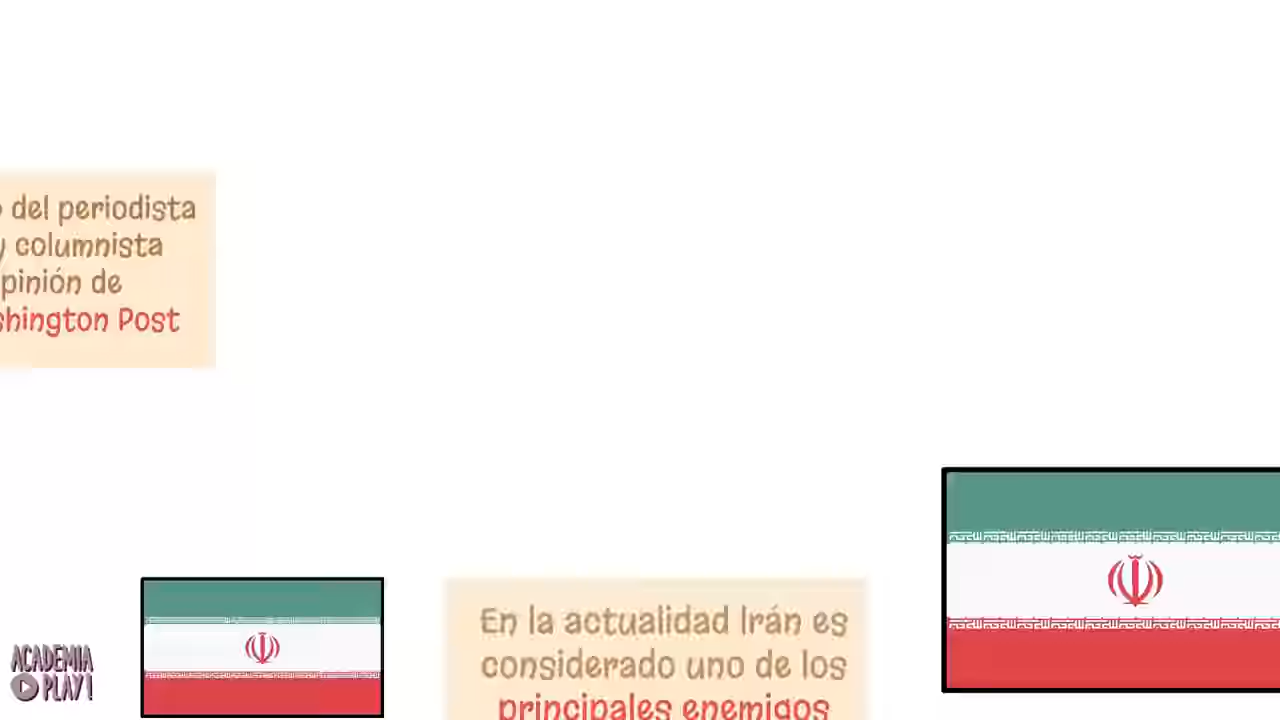 del periodista
y columnista
pinión de
shington Post
En la actualidad Irán es
considerado uno de los
principales enemigos
ACADEMIA
PLAY!